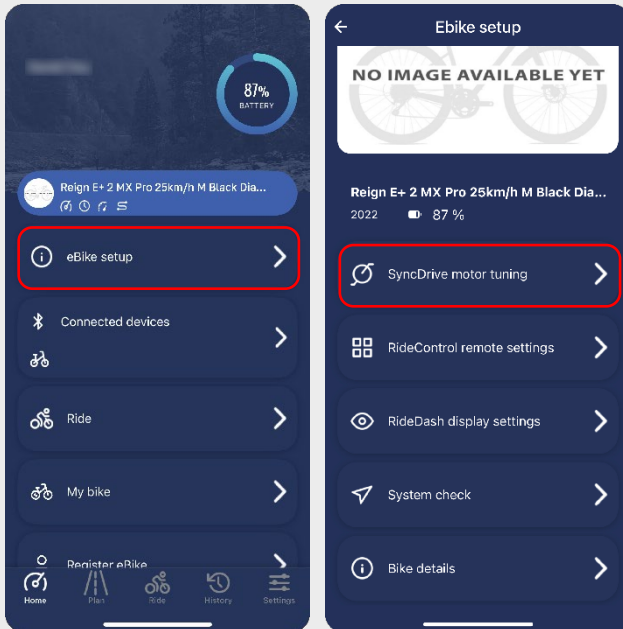 87%
BATTERY
Reign E+ 2 MX Pro 25km/h M Black Dia...
eBike setup
Connected devices
Ride
My bike
Register eBike
Home
Plan
Ride
History
Settings
Ebike setup
NO IMAGE AVAILABLE YET
Reign E+ 2 MX Pro 25km/h M Black Dia...
2022 87 %
SyncDrive motor tuning
RideControl remote settings
RideDash display settings
System check
Bike details